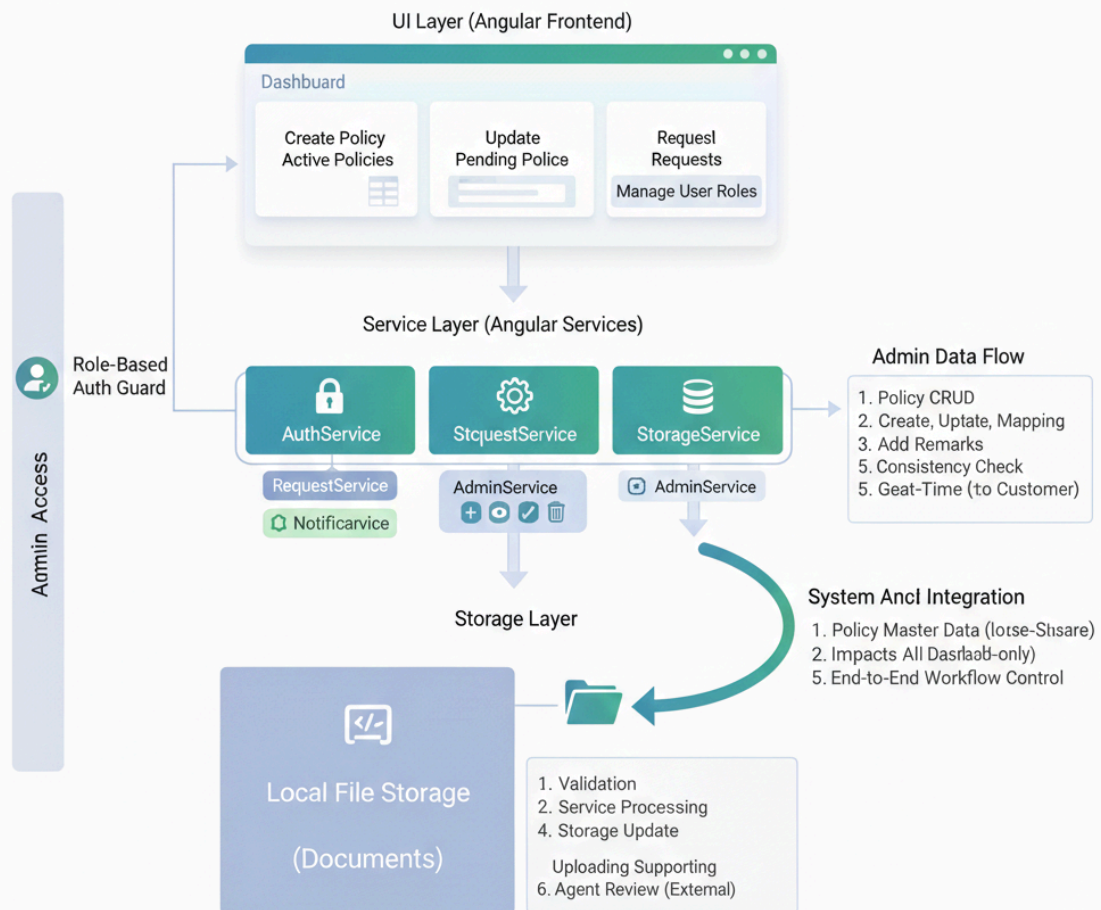 UI Layer (Angular Frontend)
Dashbuard
Create Policy
Active Policies
Update
Pending Police
Request
Requests
Manage User Roles
Service Layer (Angular Services)
Role-Based
Auth Guard
Admin Access
AuthService
StquestService
StorageService
RequestService
Notificarvice
AdminService
AdminService
Admin Data Flow
1. Policy CRUD
2. Create, Uptate, Mapping
3. Add Remarks
5. Consistency Check
5. Geat-Time (to Customer)
Storage Layer
System Ancl Integration
1. Policy Master Data
2. Impacts All
5. End-to-End Workflow Control
Local File Storage
(Documents)
1. Validation
2. Service Processing
4. Storage Update
Uploading Supporting
6. Agent Review (External)